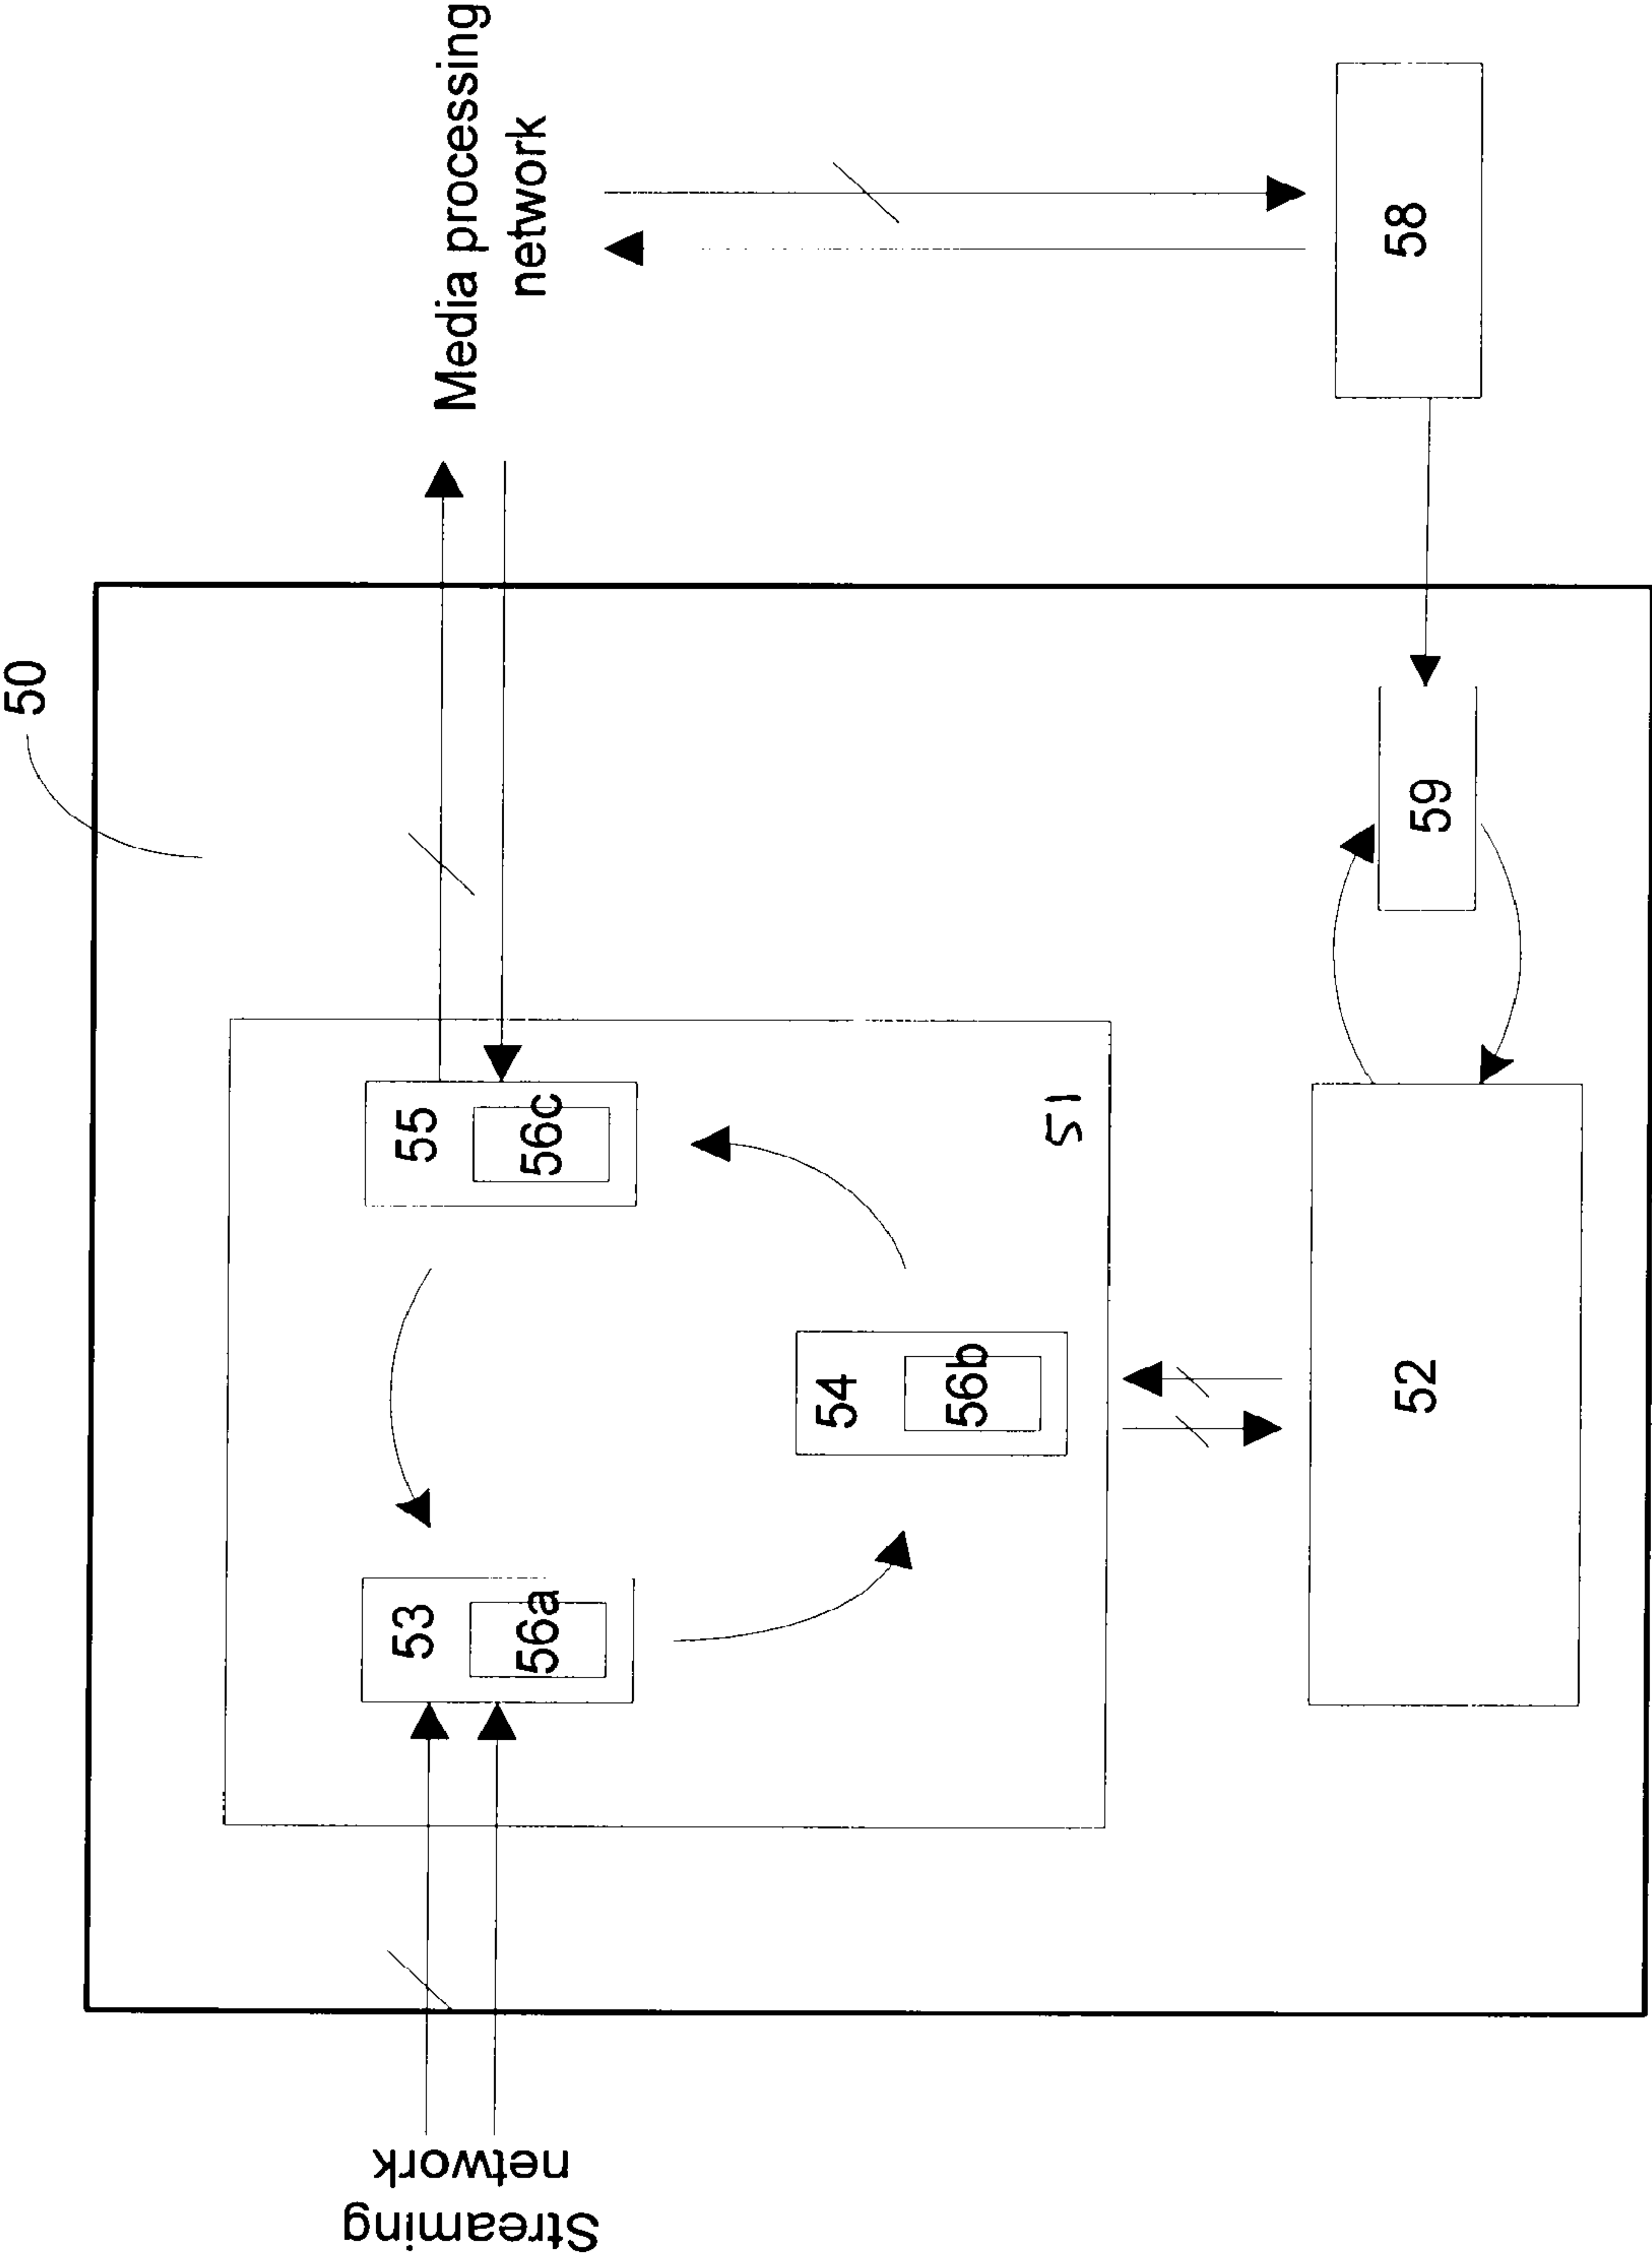 50
Streaming
network
53
56a
55
56c
Media processing
network
54
56b
51
52
59
58